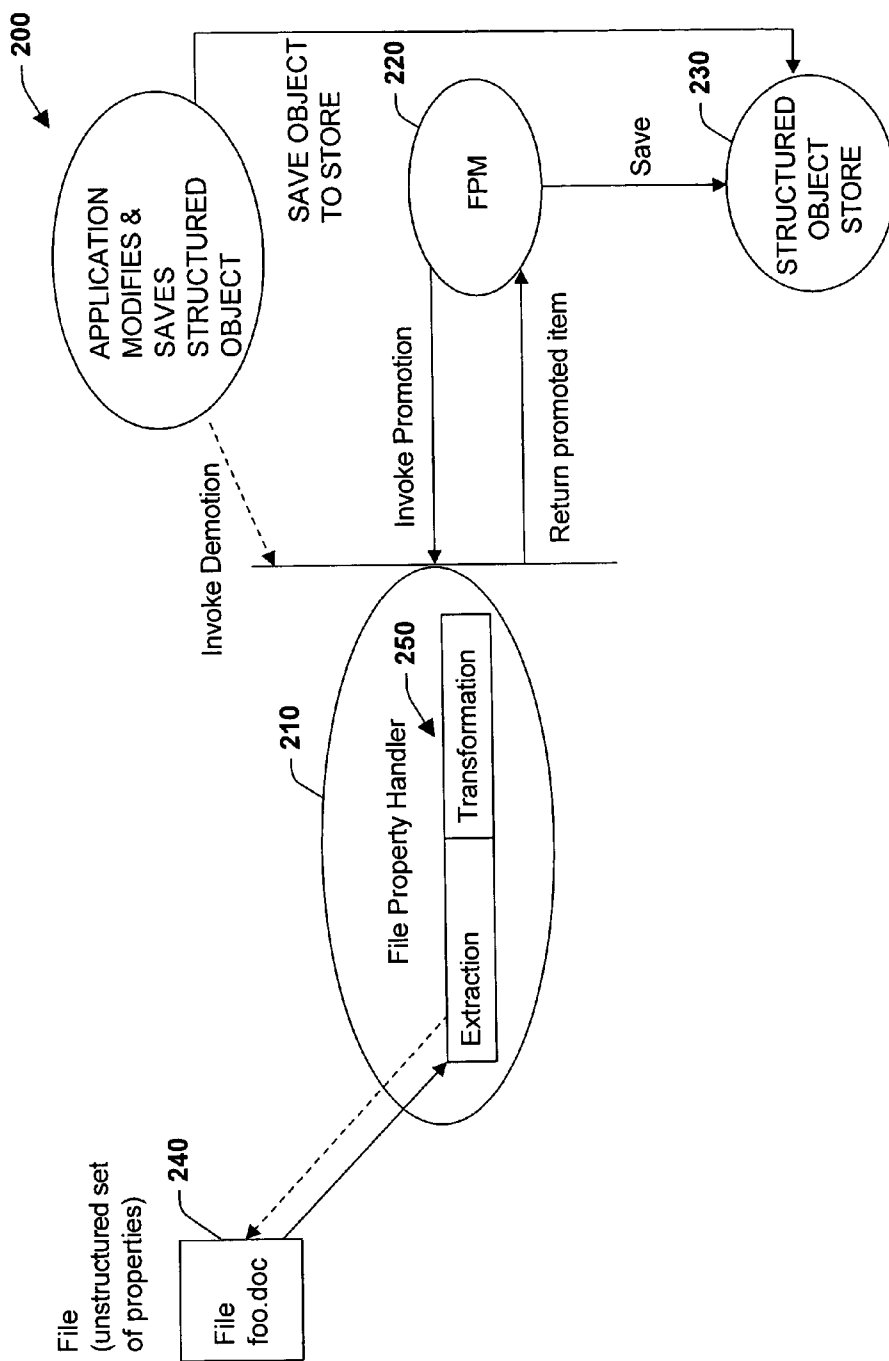 200
APPLICATION
MODIFIES &
SAVES
STRUCTURED
OBJECT
SAVE OBJECT
TO STORE
Invoke Demotion
220
FPM
Invoke Promotion
Return promoted item
Save
230
STRUCTURED
OBJECT
STORE
210
File Property Handler
250
Extraction
Transformation
File
(unstructured set
of properties)
240
File
foo.doc